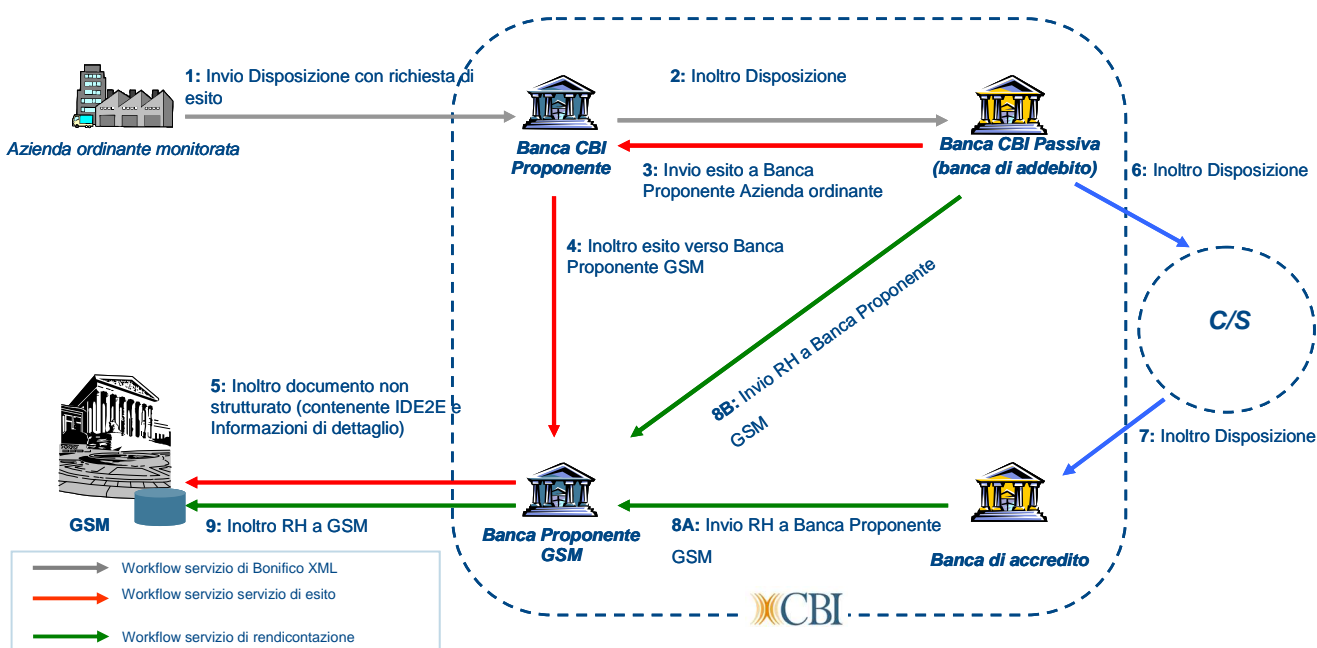 1: Invio Disposizione con richiesta di
esito
2: Inoltro Disposizione
Azienda ordinante monitorata
Banca CBI
Proponente
Banca CBI Passiva
(banca di addebito)
3: Invio esito a Banca
Proponente Azienda ordinante
6: Inoltro Disposizione
4: Inoltro esito verso Banca
Proponente GSM
8B: Invio RH a Banca Proponente
GSM
C/S
5: Inoltro documento non
strutturato (contenente IDE2E e
Informazioni di dettaglio)
7: Inoltro Disposizione
GSM
9: Inoltro RH a GSM
Banca Proponente
GSM
8A: Invio RH a Banca Proponente
GSM
Banca di accredito
Workflow servizio di Bonifico XML
Workflow servizio servizio di esito
Workflow servizio di rendicontazione
CBI